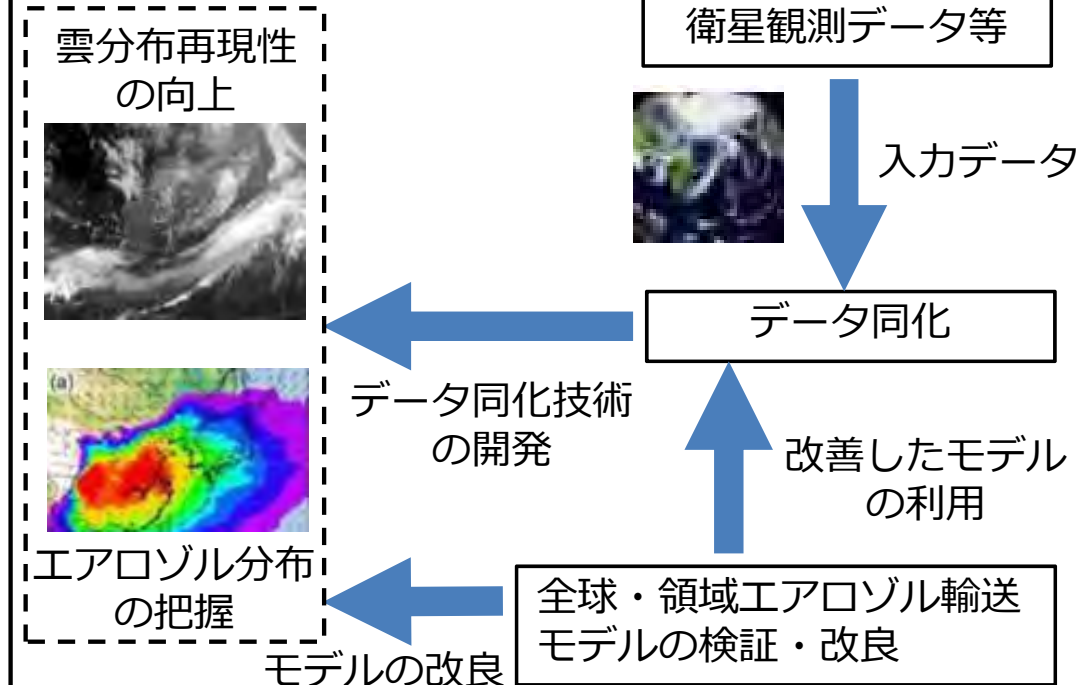 雲分布再現性
の向上
衛星観測データ等
入力データ
データ同化
(a)
データ同化技術
の開発
改善したモデル
の利用
エアロゾル分布
の把握
全球・領域エアロゾル輸送
モデルの検証・改良
モデルの改良